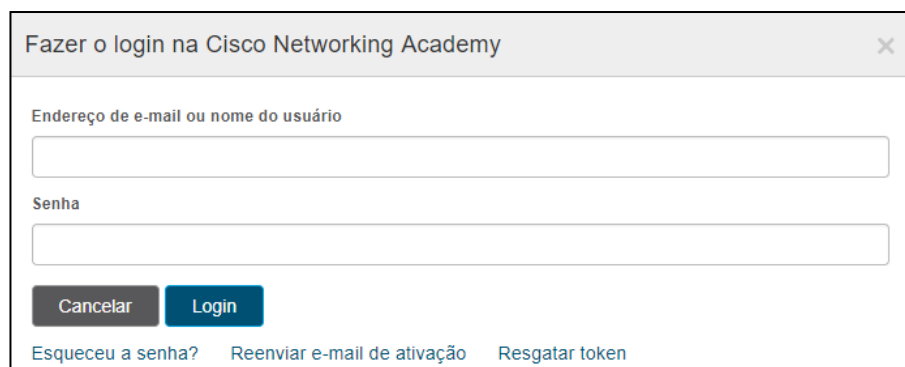 Fazer o login na Cisco Networking Academy
Endereço de e-mail ou nome do usuário
Senha
Cancelar Login
Esqueceu a senha? Reenviar e-mail de ativação Resgatar token